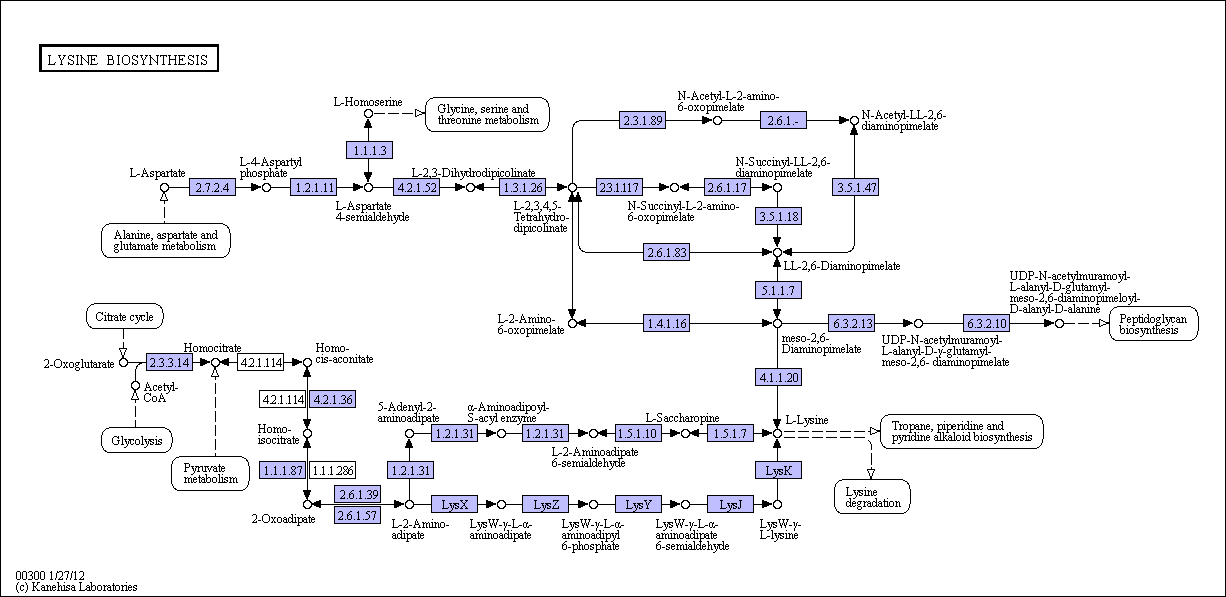 LYSINE BIOSYNTHESIS
L-Homoserine
Glycine, serine and
threonine metabolism
N-Acetyl-L-2-amino-
6-oxopimelate
2.3.1.89
2.6.1.-
N-Acetyl-LL-2,6-
diaminopimelate
1.1.1.3
L-Aspartate
L-4-Aspartyl
phosphate
L-2,3-Dihydrodipicolinate
N-Succinyl-LL-2,6-
diaminopimelate
2.7.2.4
1.2.1.11
4.2.1.52
1.3.1.26
2.3.1.117
2.6.1.17
3.5.1.47
L-Aspartate
4-semialdehyde
L-2,3,4,5-
Tetrahydro-
dipicolinate
N-Succinyl-L-2-amino-
6-oxopimelate
3.5.1.18
Alanine, aspartate and
glutamate metabolism
2.6.1.83
LL-2,6-Diaminopimelate
5.1.1.7
UDP-N-acetylmuramoyl-
L-alanyl-D-glutamyl-
meso-2,6-diaminopimeloyl-
D-alanyl-D-alanine
Citrate cycle
L-2-Amino-
6-oxopimelate
1.4.1.16
6.3.2.13
6.3.2.10
Peptidoglycan
biosynthesis
meso-2,6-
Diaminopimelate
UDP-N-acetylmuramoyl-
L-alanyl-D-γ-glutamyl-
meso-2,6- diaminopimelate
Homocitrate
Homo-
cis-aconitate
2-Oxoglutarate
2.3.3.14
4.2.1.114
4.1.1.20
Acetyl-
CoA
4.2.1.114
4.2.1.36
5-Adenyl-2-
aminoadipate
α-Aminoadipoyl-
S-acyl enzyme
L-Saccharopine
L-Lysine
Glycolysis
Homo-
isocitrate
1.2.1.31
1.2.1.31
1.5.1.10
1.5.1.7
Tropane, piperidine and
pyridine alkaloid biosynthesis
L-2-Aminoadipate
6-semialdehyde
Pyruvate
metabolism
1.1.1.87
1.1.1.286
1.2.1.31
LysK
Lysine
degradation
2.6.1.39
2.6.1.57
LysX
LysZ
LysY
LysJ
2-Oxoadipate
L-2-Amino-
adipate
LysW-γ-L-α-
aminoadipate
LysW-γ-L-α-
aminoadipyl
6-phosphate
LysW-γ-L-α-
aminoadipate
6-semialdehyde
LysW-γ-
L-lysine
00300 1/27/12
(c) Kanehisa Laboratories